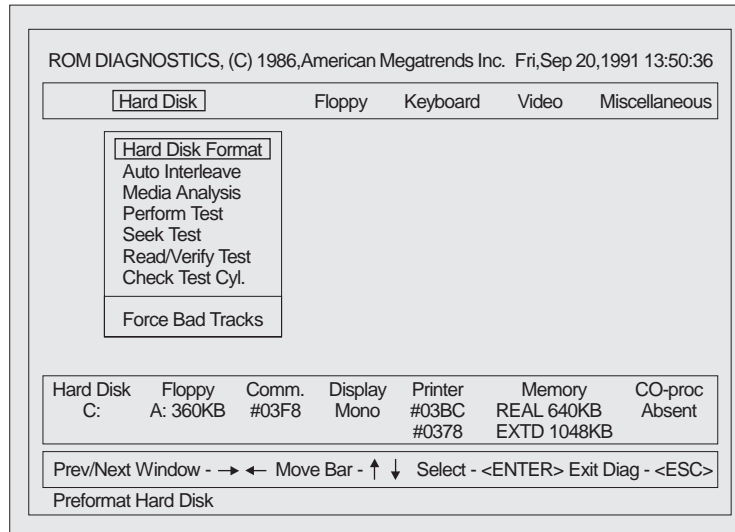 ROM DIAGNOSTICS, (C) 1986,American Megatrends Inc. Fri,Sep 20,1991 13:50:36
Hard Disk Floppy Keyboard Video Miscellaneous
Hard Disk Format
Auto Interleave
Media Analysis
Perform Test
Seek Test
Read/Verify Test
Check Test Cyl.
Force Bad Tracks
Hard Disk Floppy Comm. Display Printer Memory CO-proc
C: A: 360KB #03F8 Mono #03BC REAL 640KB Absent
#0378 EXTD 1048KB
Prev/Next Window - → ← Move Bar - ↑ ↓ Select - <ENTER> Exit Diag - <ESC>
Preformat Hard Disk